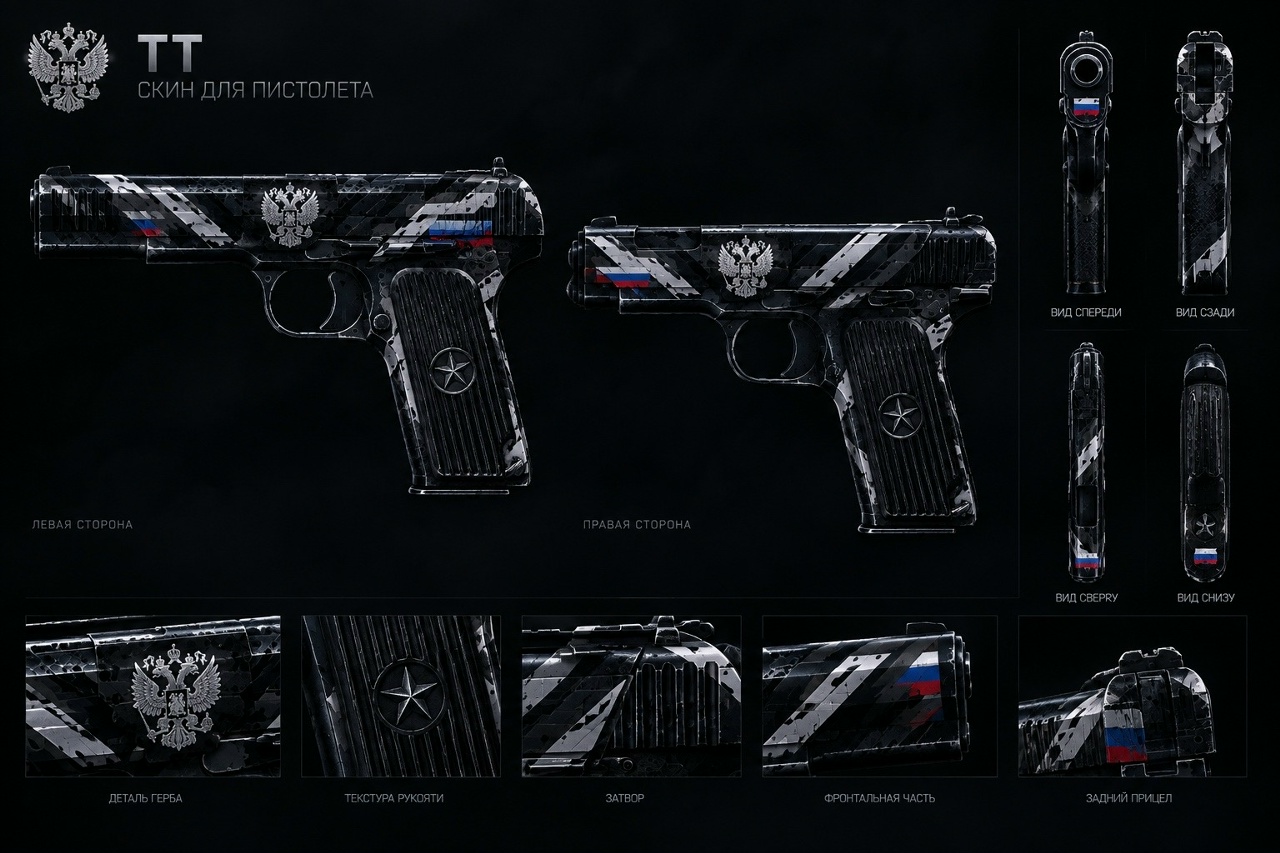 ТТ
СКИН ДЛЯ ПИСТОЛЕТА
ЛЕВАЯ СТОРОНА
ПРАВАЯ СТОРОНА
ВИД СПЕРЕДИ
ВИД СЗАДИ
ВИД СВЕРХУ
ВИД СНИЗУ
ДЕТАЛЬ ГЕРБА
ТЕКСТУРА РУКОЯТИ
ЗАТВОР
ФРОНТАЛЬНАЯ ЧАСТЬ
ЗАДНИЙ ПРИЦЕЛ